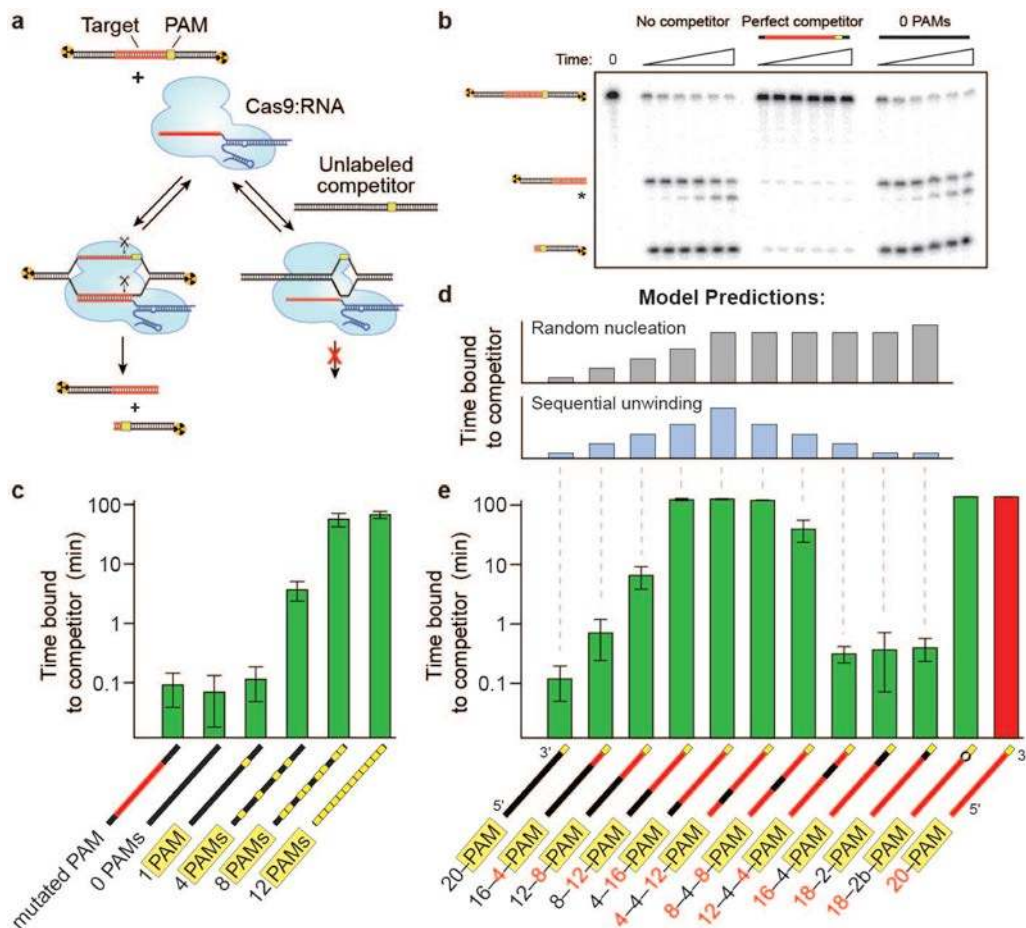 a
Target PAM
+
Cas9:RNA
Unlabeled
competitor
+
b
No competitor Perfect competitor 0 PAMs
Time: 0
*
d
Model Predictions:
Random nucleation
Sequential unwinding
Time bound
to competitor
c
Time bound
to competitor (min)
100
10
1
0.1
mutated PAM
0 PAMs
1 PAM
4 PAMs
8 PAMs
12 PAMs
e
Time bound
to competitor (min)
100
10
1
0.1
3'
5'
3
5'
20–PAM
16–4–PAM
12–8–PAM
8–12–PAM
4–16–PAM
4–4–12–PAM
8–4–8–PAM
12–4–4–PAM
16–4–PAM
18–2–PAM
18–2b–PAM
20–PAM